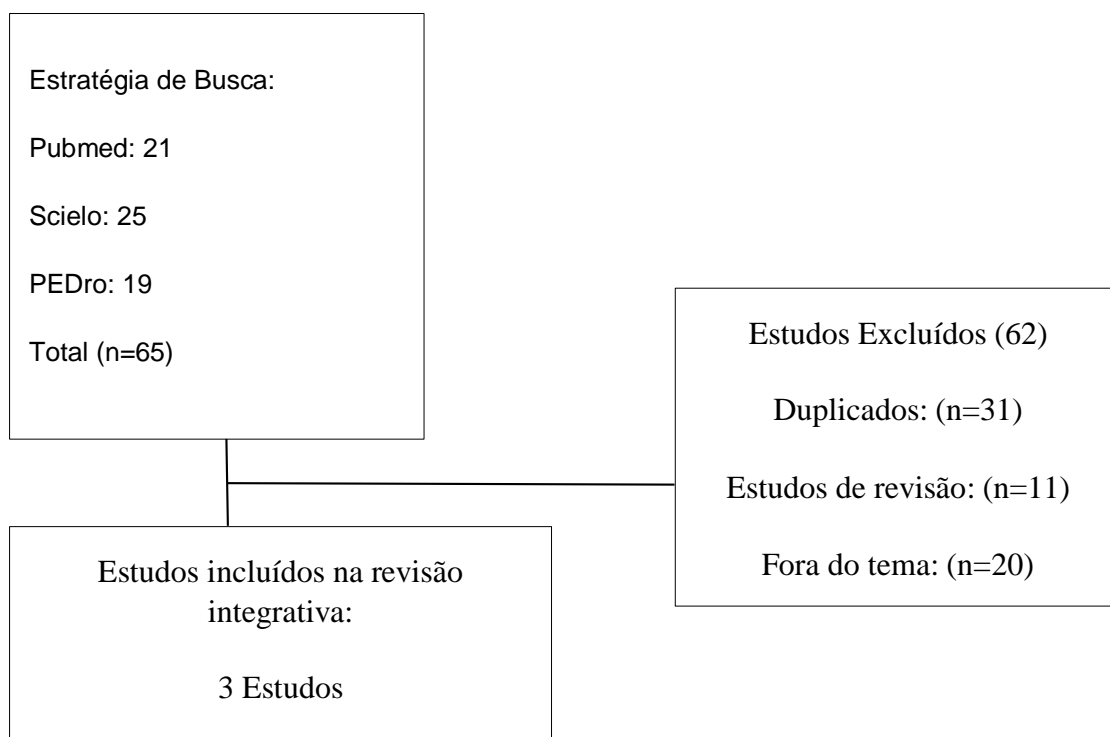 Estratégia de Busca:
Pubmed: 21
Scielo: 25
PEDro: 19
Total (n=65)
Estudos Excluídos (62)
Duplicados: (n=31)
Estudos de revisão: (n=11)
Fora do tema: (n=20)
Estudos incluídos na revisão
integrativa:
3 Estudos